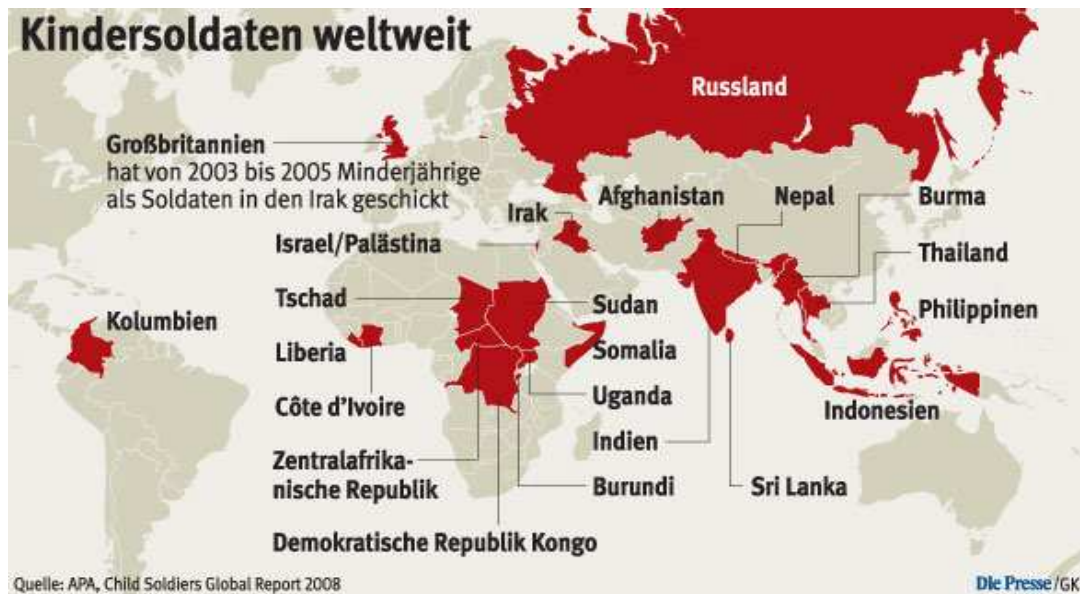 Kindersoldaten weltweit
Russland
Großbritannien
hat von 2003 bis 2005 Minderjährige
als Soldaten in den Irak geschickt
Irak
Afghanistan
Nepal
Burma
Israel/Palästina
Thailand
Tschad
Sudan
Philippinen
Kolumbien
Liberia
Somalia
Côte d'Ivoire
Uganda
Indonesien
Indien
Zentralafrika-
nische Republik
Burundi
Sri Lanka
Demokratische Republik Kongo
Quelle: APA, Child Soldiers Global Report 2008
Die Presse/GK